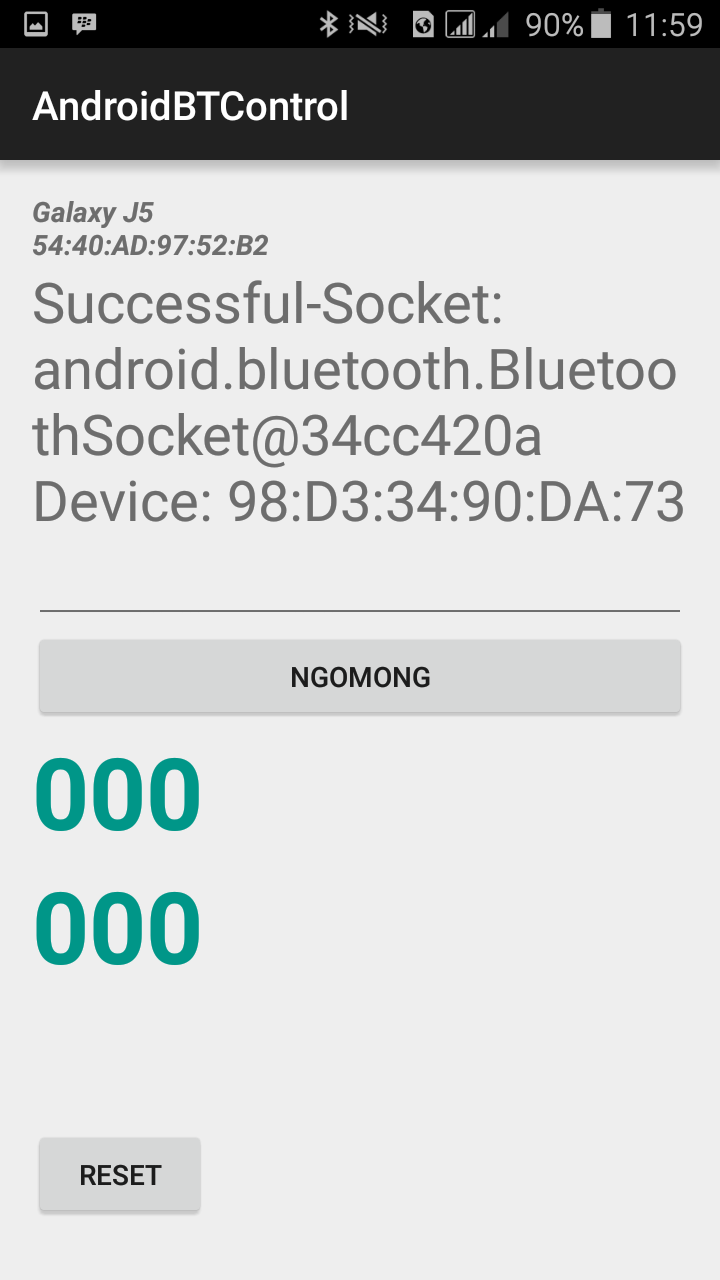 90% 11:59
AndroidBTControl
Galaxy J5
54:40:AD:97:52:B2
Successful-Socket:
android.bluetooth.Bluetoo
thSocket@34cc420a
Device: 98:D3:34:90:DA:73
NGOMONG
000
000
RESET